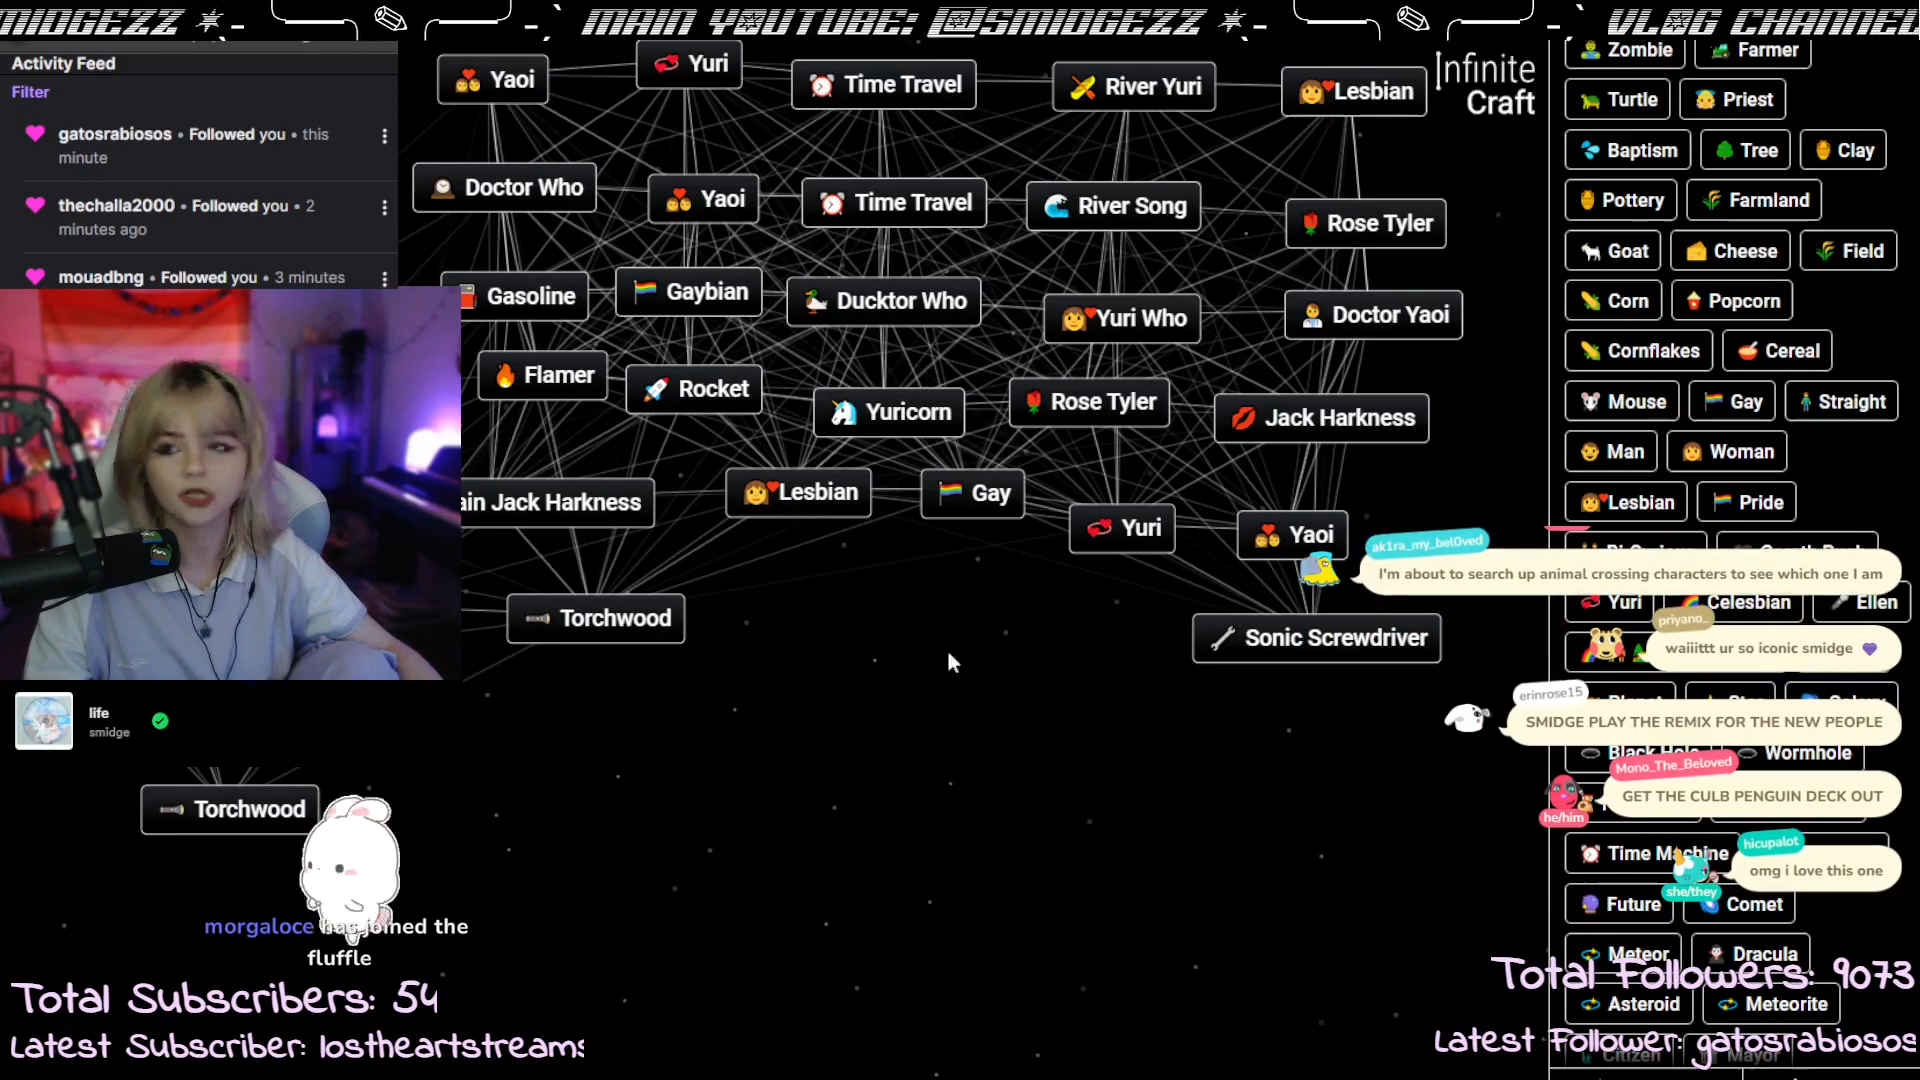 MIDGEZZ
MAIN YOUTUBE: @SMIDGEZZ
VLOG CHANNEL
Activity Feed
Filter
gatosrabiosos • Followed you • this
minute
thechalla2000 • Followed you • 2
minutes ago
mouadbng • Followed you • 3 minutes
Infinite
Craft
Yaoi
Yuri
Time Travel
River Yuri
Lesbian
Doctor Who
Yaoi
Time Travel
River Song
Rose Tyler
Gasoline
Gaybian
Ducktor Who
Yuri Who
Doctor Yaoi
Flamer
Rocket
Yuricorn
Rose Tyler
Jack Harkness
ain Jack Harkness
Lesbian
Gay
Yuri
Yaoi
Torchwood
Sonic Screwdriver
life
smidge
Torchwood
morgaloce has joined the
fluffle
Total Subscribers: 54
Latest Subscriber: lostheartstreams
Zombie Farmer
Turtle Priest
Baptism Tree Clay
Pottery Farmland
Goat Cheese Field
Corn Popcorn
Cornflakes Cereal
Mouse Gay Straight
Man Woman
Lesbian Pride
ak1ra_my_bel0ved
I'm about to search up animal crossing characters to see which one I am
Yuri Celesbian Ellen
priyano_
waiiittt ur so iconic smidge
erinrose15
SMIDGE PLAY THE REMIX FOR THE NEW PEOPLE
Black Hole Wormhole
Mono_The_Beloved
GET THE CULB PENGUIN DECK OUT
he/him
hicupalot
Time Machine
omg i love this one
she/they
Future Comet
Meteor Dracula
Total Followers: 9073
Asteroid Meteorite
Latest Follower: gatosrabiosos
Citizen Mayor